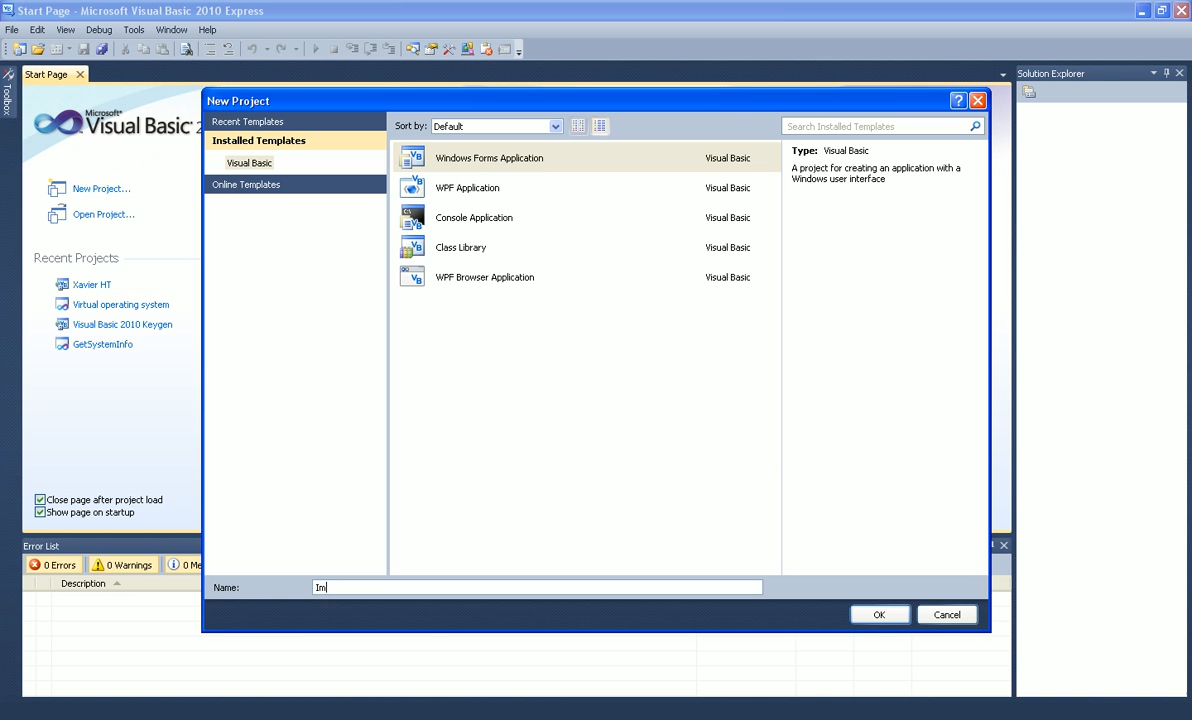 Start Page - Microsoft Visual Basic 2010 Express
File Edit View Debug Tools Window Help
Toolbox
Start Page
Microsoft®
Visual Basic® 2
New Project...
Open Project...
Recent Projects
Xavier HT
Virtual operating system
Visual Basic 2010 Keygen
GetSystemInfo
Close page after project load
Show page on startup
New Project
Recent Templates
Installed Templates
Visual Basic
Online Templates
Sort by: Default
Search Installed Templates
Windows Forms Application Visual Basic
WPF Application Visual Basic
Console Application Visual Basic
Class Library Visual Basic
WPF Browser Application Visual Basic
Type: Visual Basic
A project for creating an application with a
Windows user interface
Name: Im
OK Cancel
Solution Explorer
Error List
0 Errors 0 Warnings 0 Me
Description